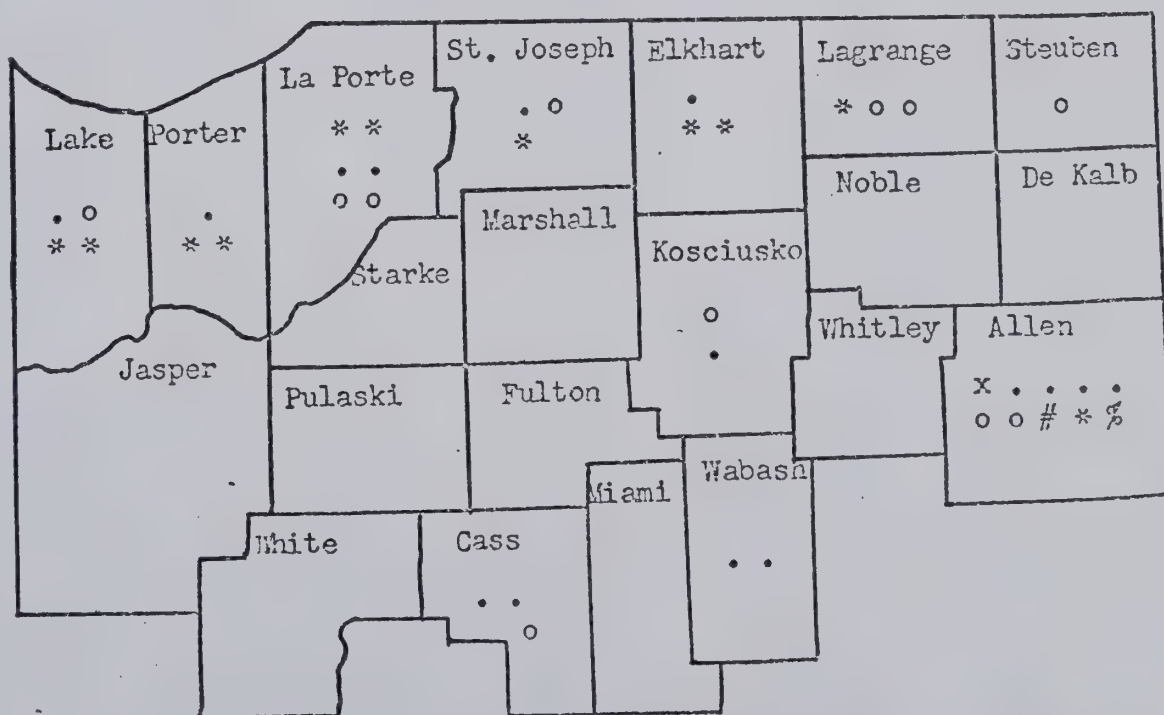 St. Joseph Elkhart Lagrange Steuben
La Porte
* o o
. o . o
* *
Lake Porter
* * *
. .
Noble De Kalb
. o . o o
Marshall
* * * *
Kosciusko
Starke
o
Whitley Allen
Jasper .
x . . . .
Pulaski Fulton
o o # * %
Wabash
Miami
White Cass
. .
. .
o